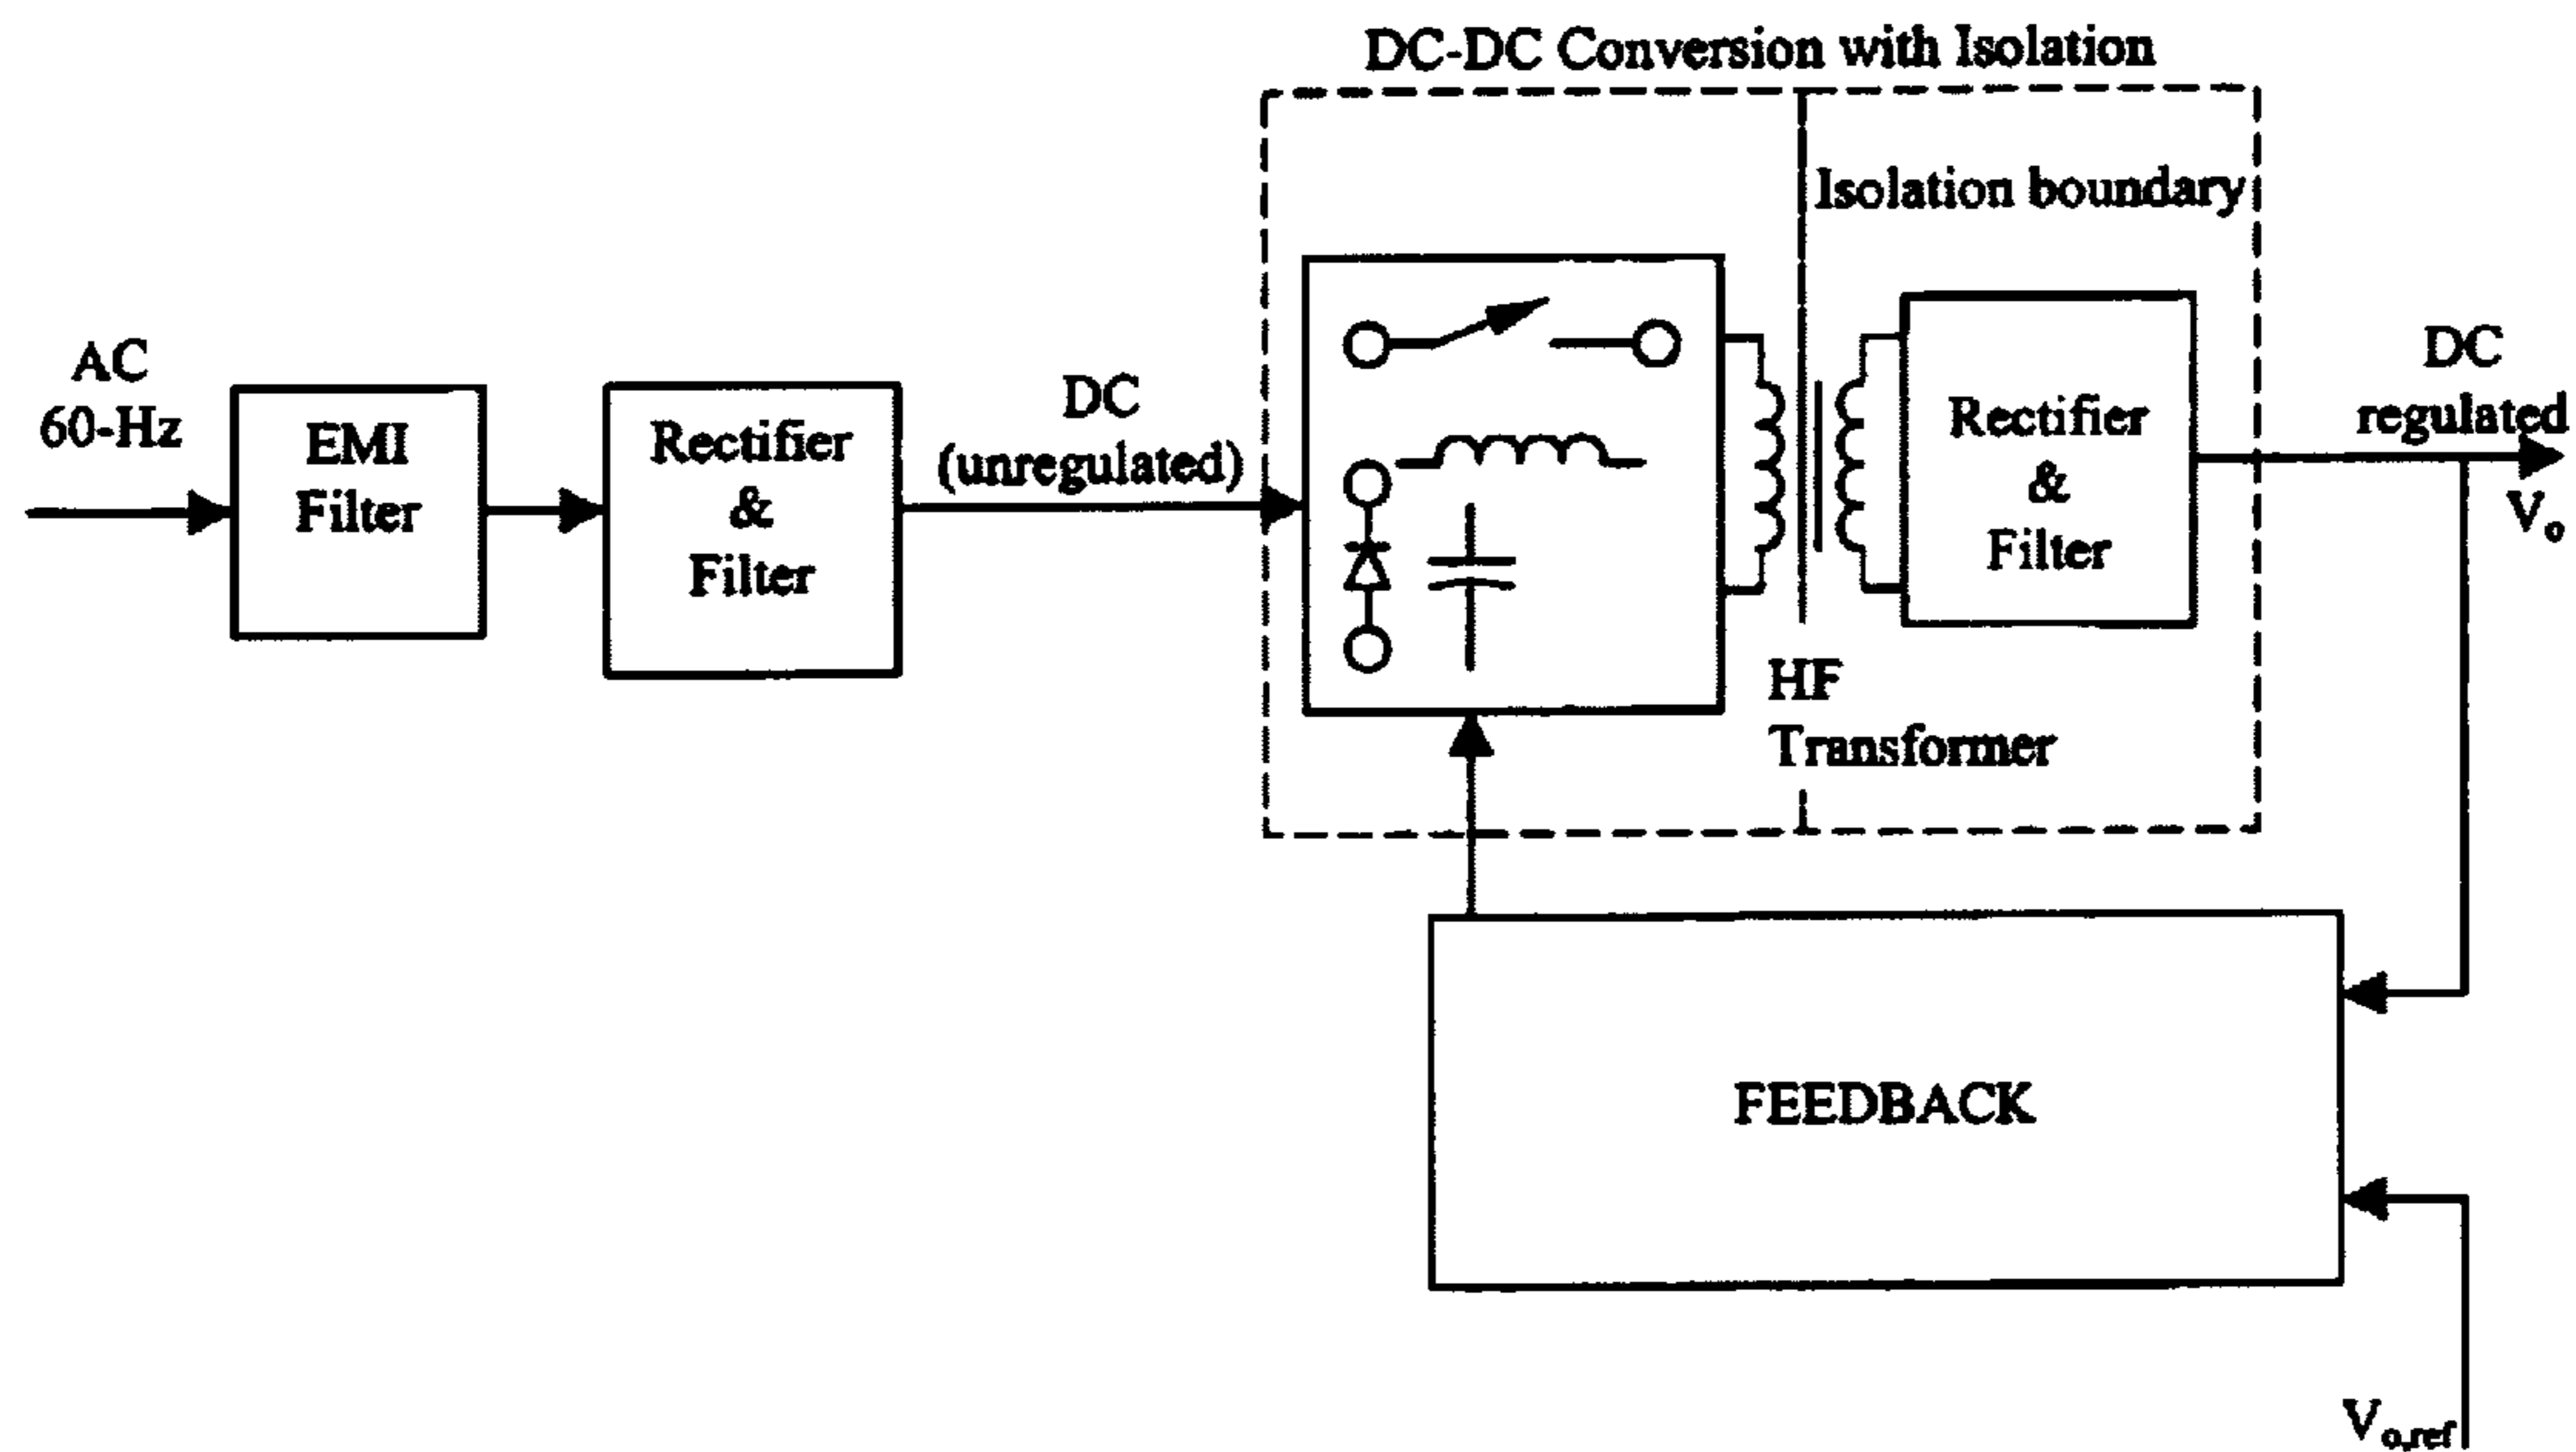 DC-DC Conversion with Isolation
Isolation boundary
AC
60-Hz
EMI
Filter
Rectifier
&
Filter
DC
(unregulated)
Rectifier
&
Filter
DC
regulated
Vₒ
HF
Transformer
FEEDBACK
Vo,ref